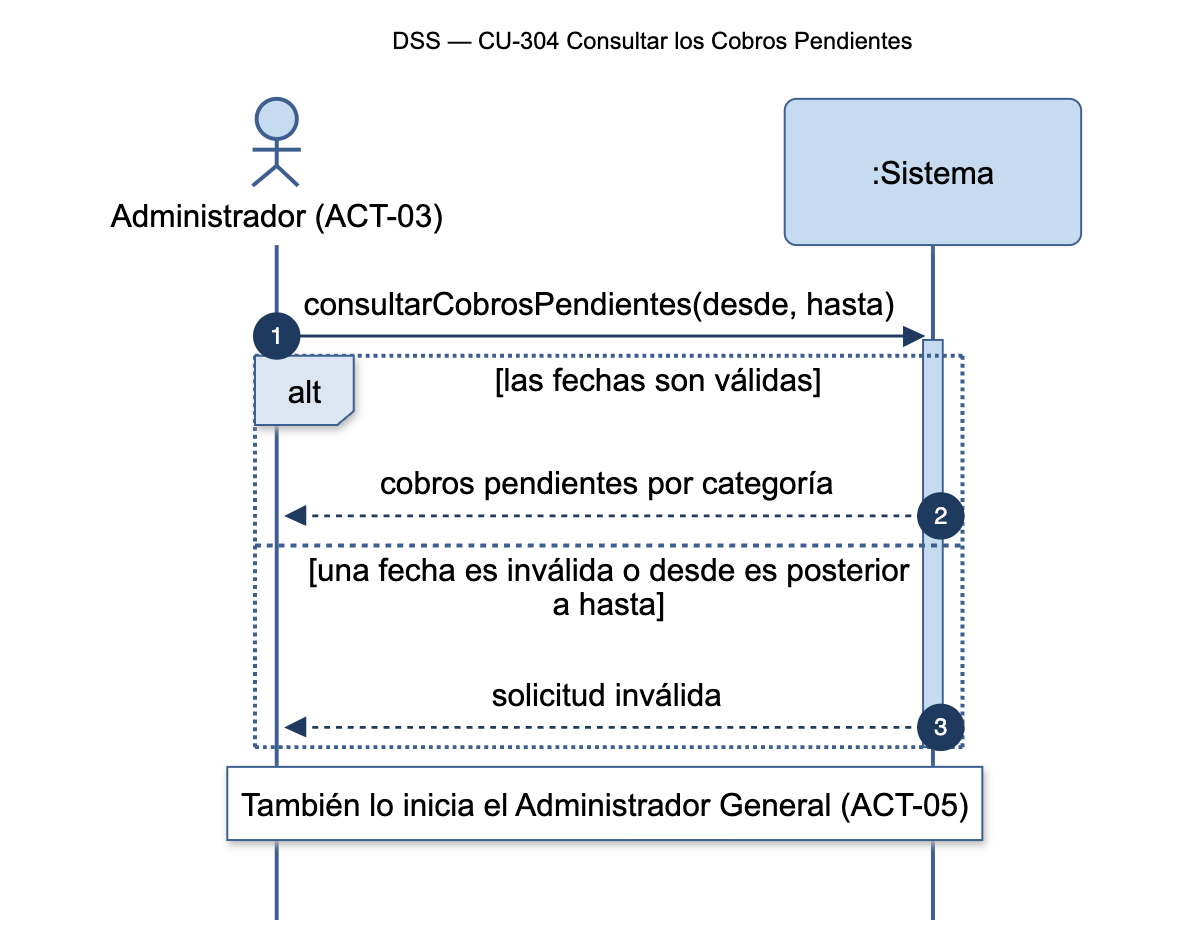 DSS — CU-304 Consultar los Cobros Pendientes
Administrador (ACT-03)
:Sistema
consultarCobrosPendientes(desde, hasta)
1
alt
[las fechas son válidas]
cobros pendientes por categoría
2
[una fecha es inválida o desde es posterior
a hasta]
solicitud inválida
3
También lo inicia el Administrador General (ACT-05)